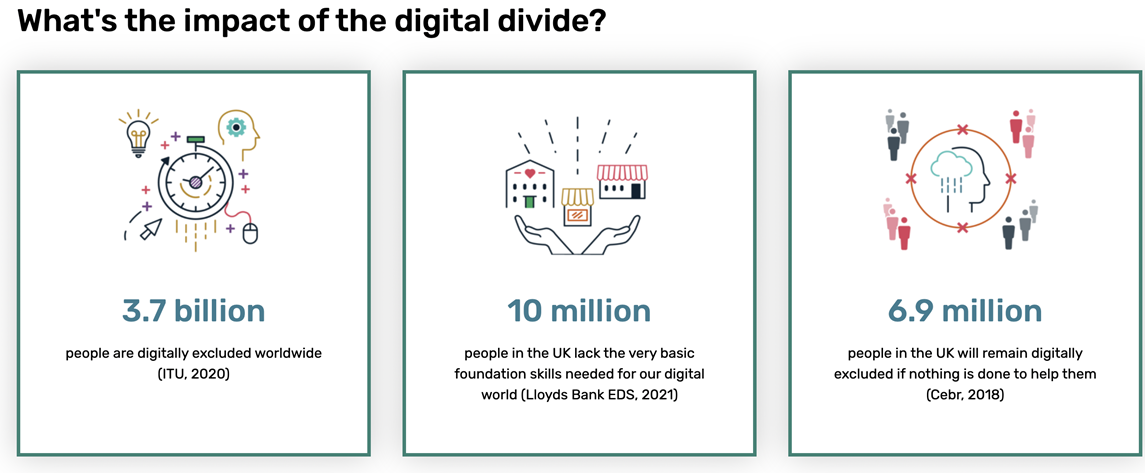 What's the impact of the digital divide?
3.7 billion
people are digitally excluded worldwide
(ITU, 2020)
10 million
people in the UK lack the very basic
foundation skills needed for our digital
world (Lloyds Bank EDS, 2021)
6.9 million
people in the UK will remain digitally
excluded if nothing is done to help them
(Cebr, 2018)